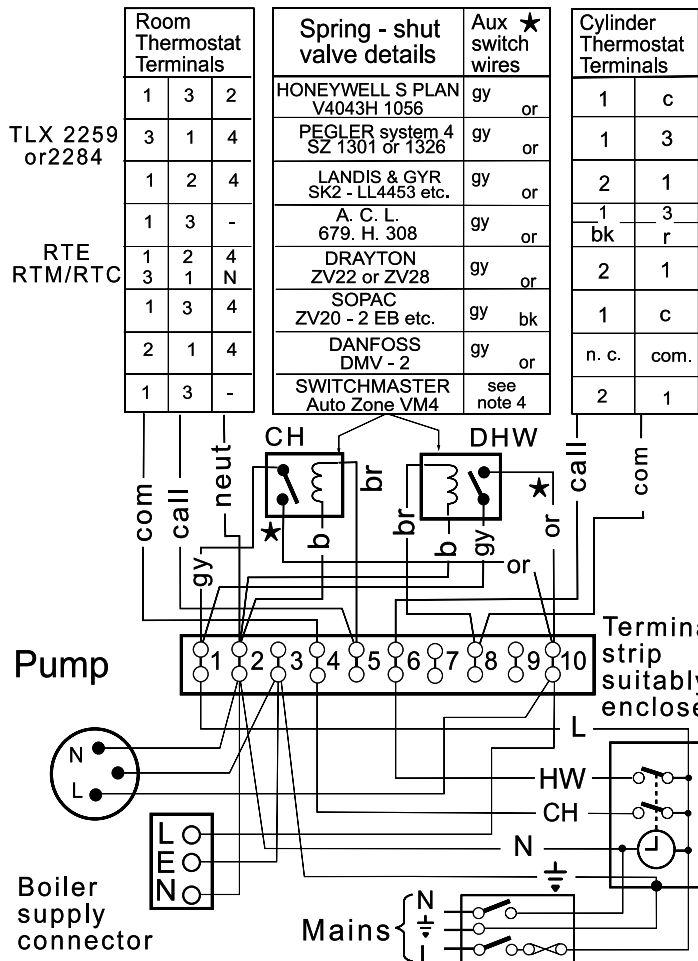 Room
Thermostat
Terminals
Spring - shut
valve details
Aux ★
switch
wires
Cylinder
Thermostat
Terminals
1 3 2 HONEYWELL S PLAN gy 1 c
V4043H 1056 or
TLX 2259 3 1 4 PEGLER system 4 gy 1 3
or2284 SZ 1301 or 1326 or
1 2 4 LANDIS & GYR gy 2 1
SK2 - LL4453 etc. or
1 3 - A. C. L. gy 1 3
679. H. 308 or bk r
RTE 1 2 4 DRAYTON gy 2 1
RTM/RTC 3 1 N ZV22 or ZV28 or
1 3 4 SOPAC gy 1 c
ZV20 - 2 EB etc. bk
2 1 4 DANFOSS gy n. c. com.
DMV - 2 or
1 3 - SWITCHMASTER see 2 1
Auto Zone VM4 note 4
CH DHW
com call neut br br call com
gy ★ b b gy ★ or
or
1 2 3 4 5 6 7 8 9 10
Termina
strip
suitably
enclose
Pump
N
L
L
HW
CH
N
L
E
N
Boiler
supply
connector
Mains
N
L